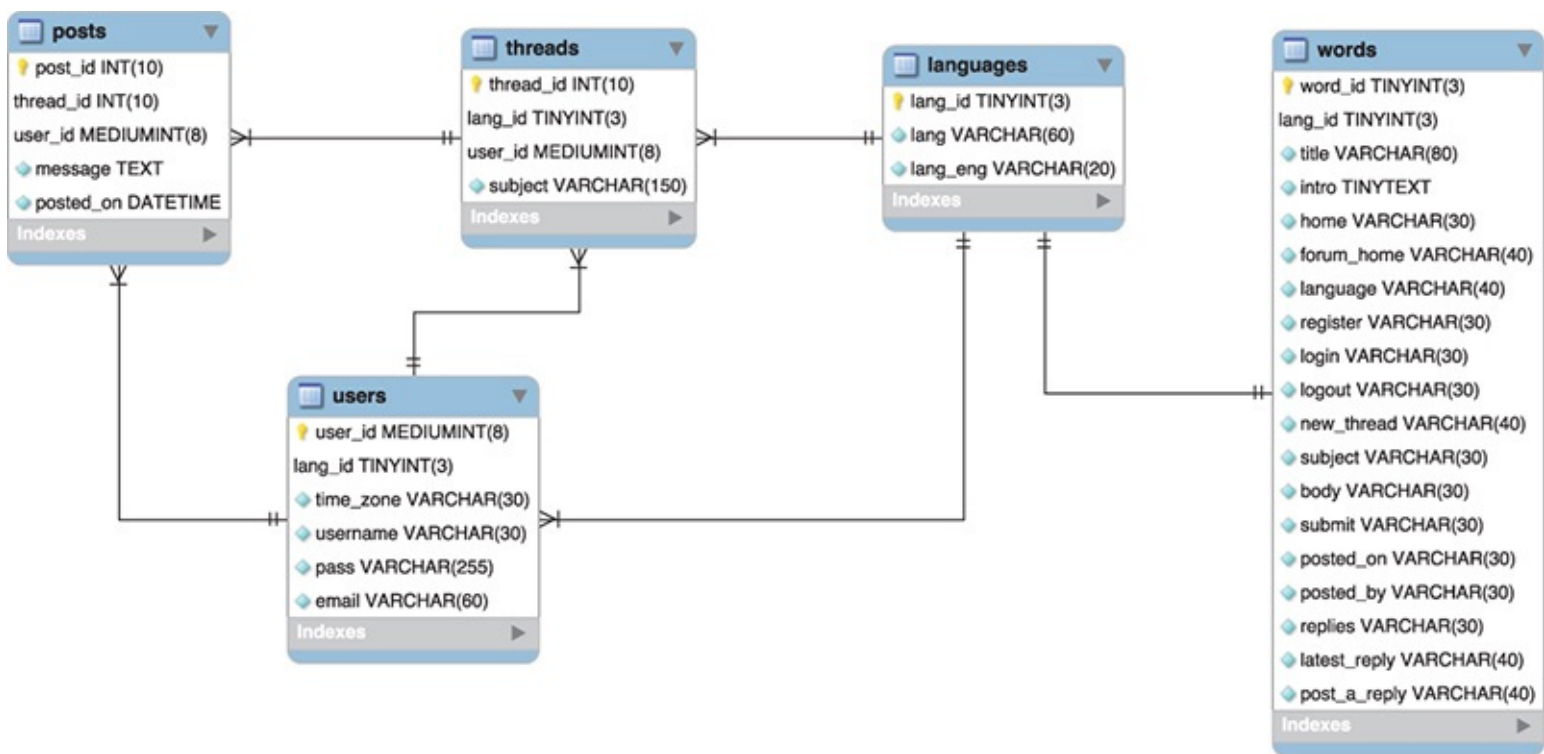 posts
post_id INT(10)
thread_id INT(10)
user_id MEDIUMINT(8)
message TEXT
posted_on DATETIME
Indexes
threads
thread_id INT(10)
lang_id TINYINT(3)
user_id MEDIUMINT(8)
subject VARCHAR(150)
Indexes
languages
lang_id TINYINT(3)
lang VARCHAR(60)
lang_eng VARCHAR(20)
Indexes
words
word_id TINYINT(3)
lang_id TINYINT(3)
title VARCHAR(80)
intro TINYTEXT
home VARCHAR(30)
forum_home VARCHAR(40)
language VARCHAR(40)
register VARCHAR(30)
login VARCHAR(30)
logout VARCHAR(30)
new_thread VARCHAR(40)
subject VARCHAR(30)
body VARCHAR(30)
submit VARCHAR(30)
posted_on VARCHAR(30)
posted_by VARCHAR(30)
replies VARCHAR(30)
latest_reply VARCHAR(40)
post_a_reply VARCHAR(40)
Indexes
users
user_id MEDIUMINT(8)
lang_id TINYINT(3)
time_zone VARCHAR(30)
username VARCHAR(30)
pass VARCHAR(255)
email VARCHAR(60)
Indexes